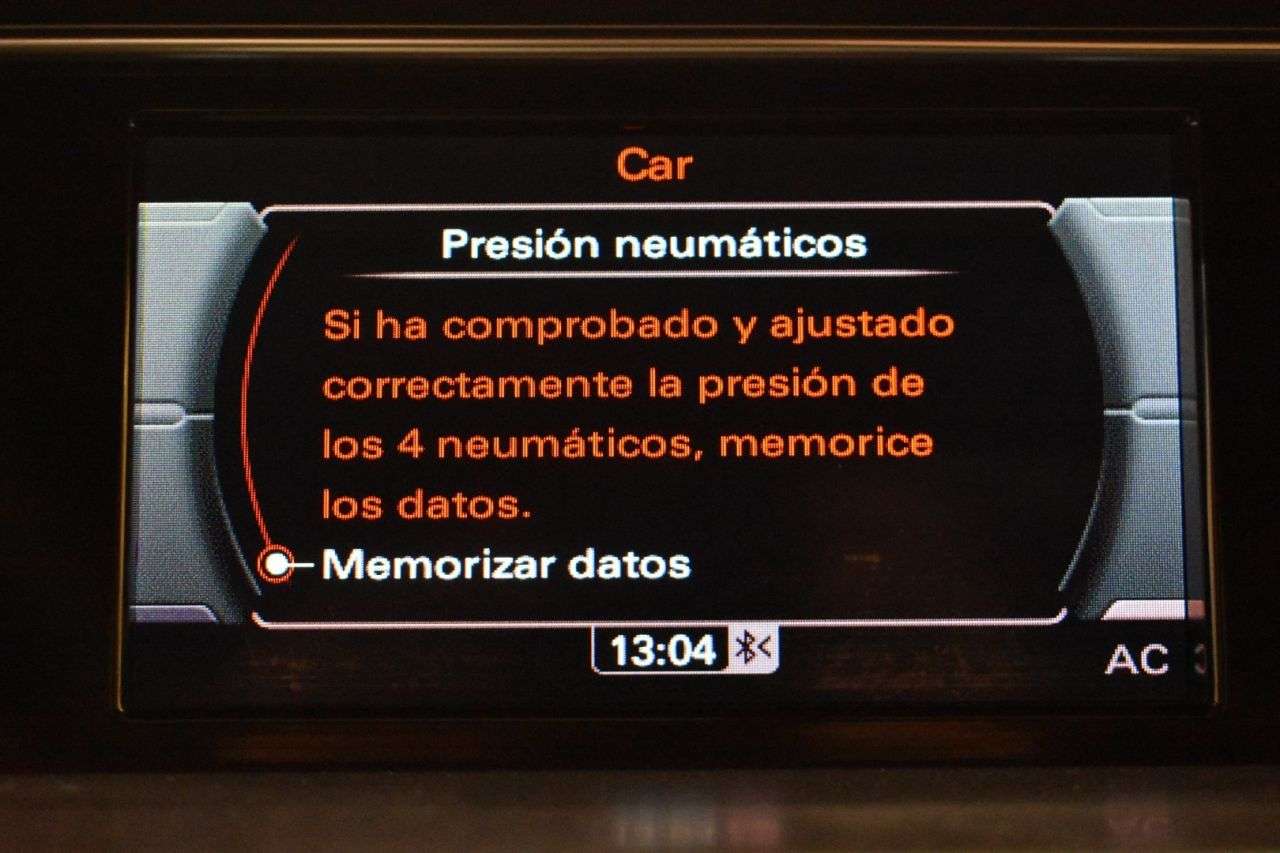 Car
Presión neumáticos
Si ha comprobado y ajustado
correctamente la presión de
los 4 neumáticos, memorice
los datos.
Memorizar datos
13:04
AC